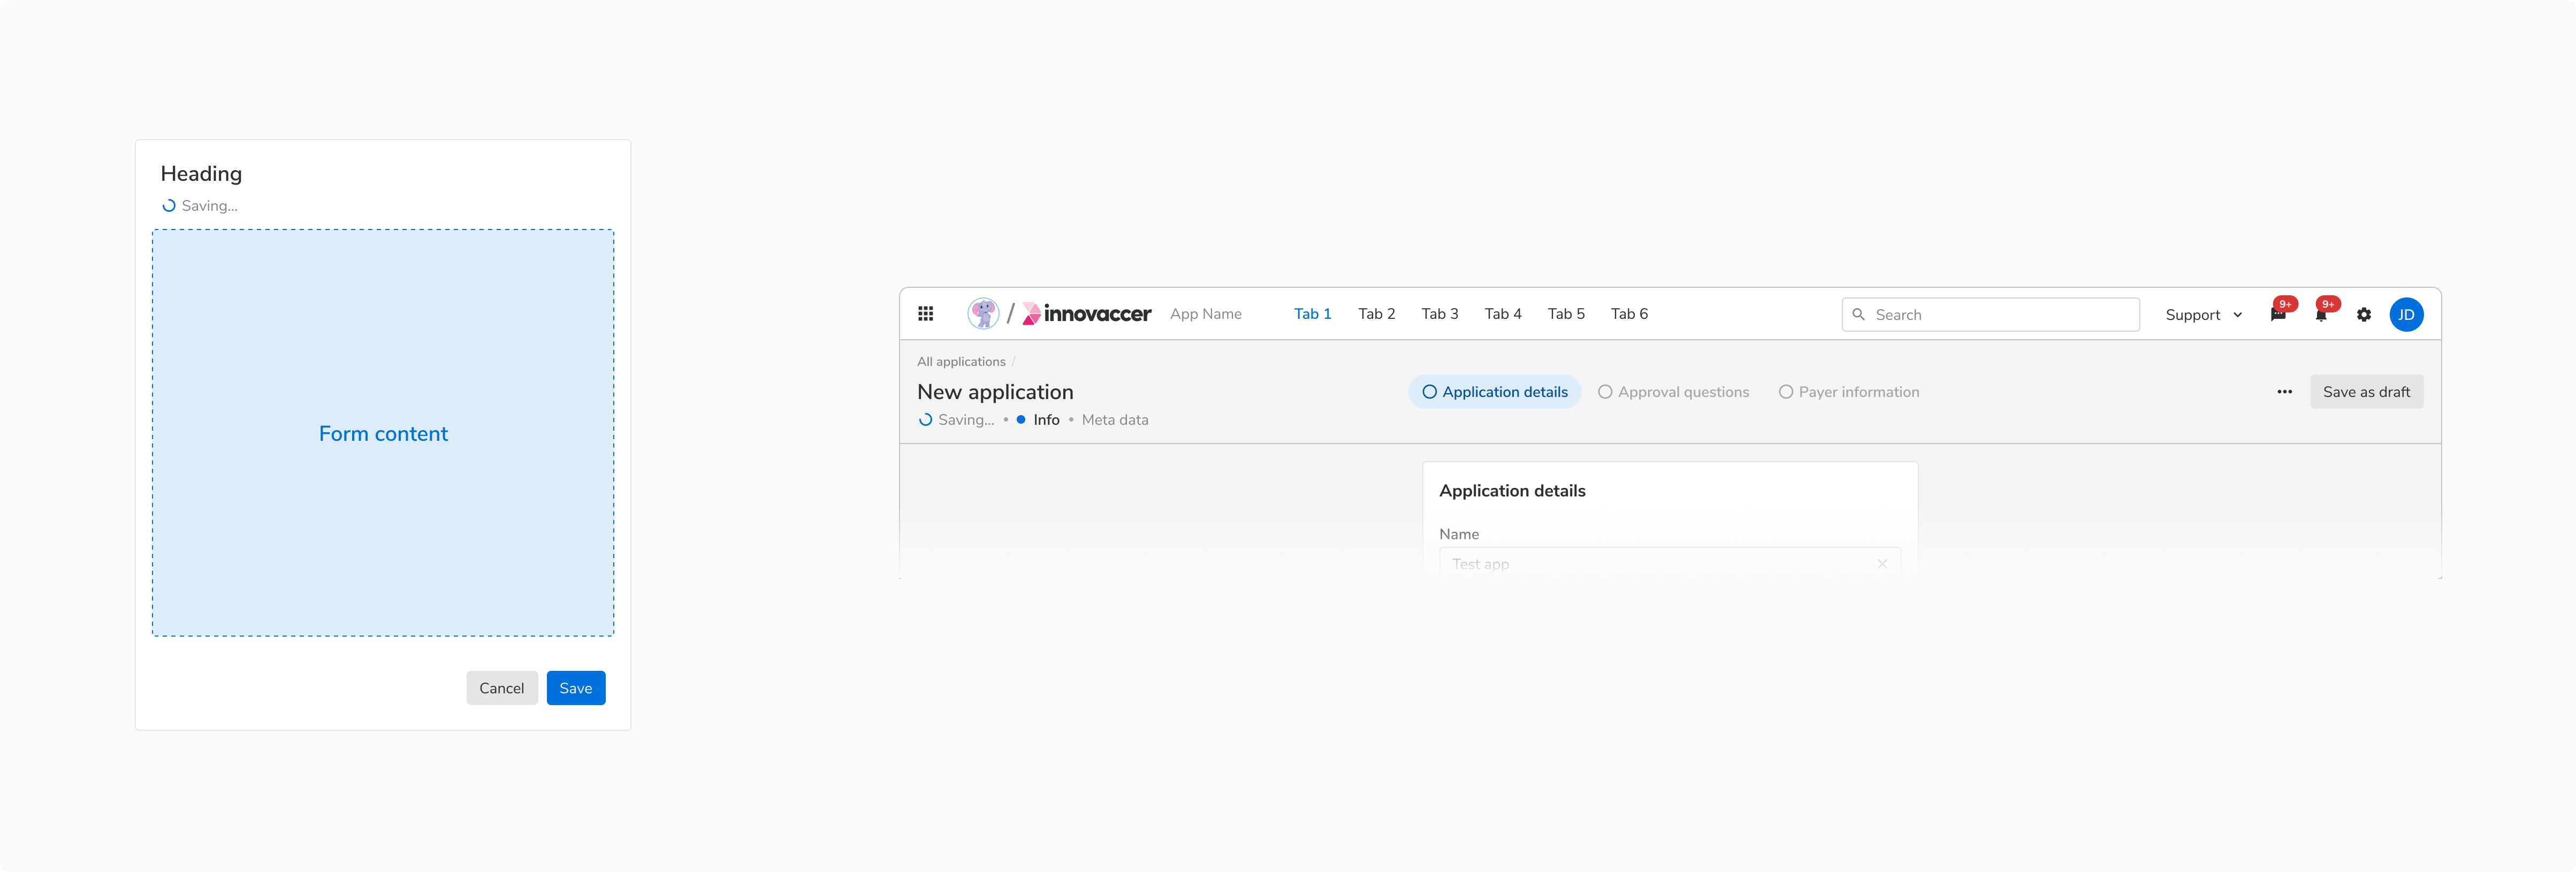 Heading
Saving...
Form content
Cancel
Save
/ innovaccer App Name Tab 1 Tab 2 Tab 3 Tab 4 Tab 5 Tab 6 Search Support 9+ 9+ JD
All applications /
New application
Application details Approval questions Payer information
Save as draft
Saving... • Info • Meta data
Application details
Name
Test app